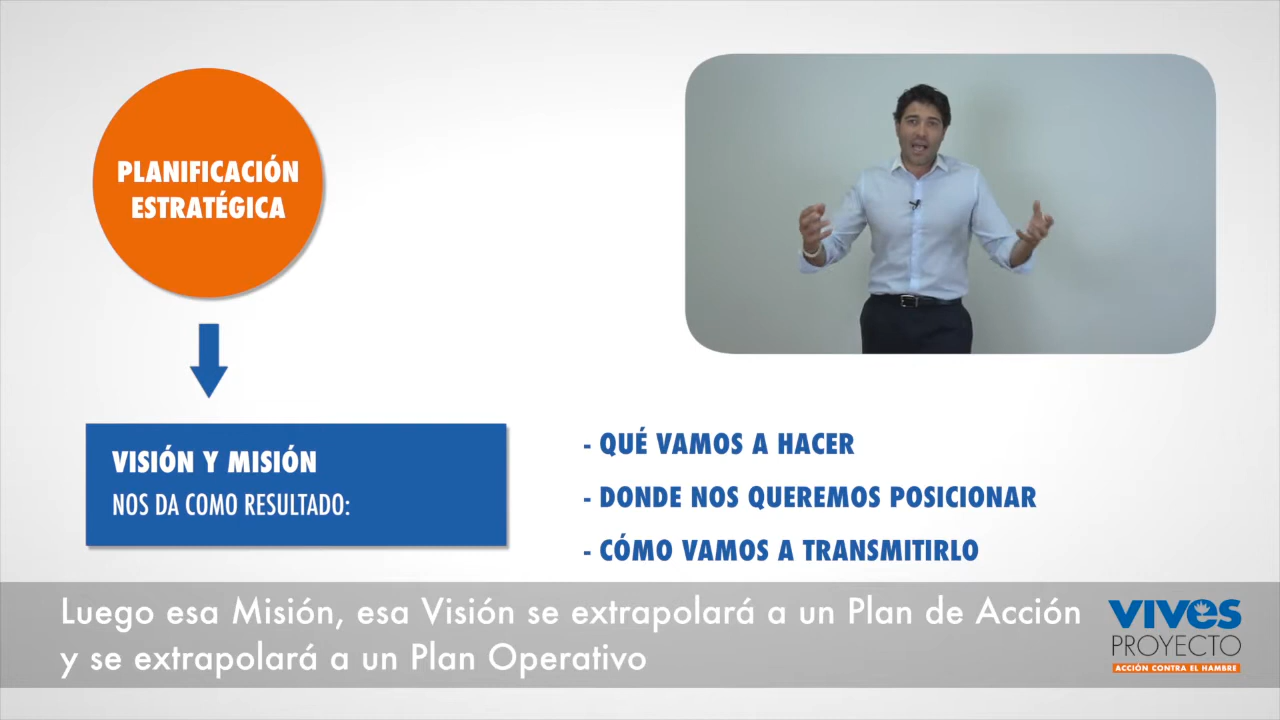 PLANIFICACIÓN
ESTRATÉGICA
VISIÓN Y MISIÓN
NOS DA COMO RESULTADO:
- QUÉ VAMOS A HACER
- DONDE NOS QUEREMOS POSICIONAR
- CÓMO VAMOS A TRANSMITIRLO
Luego esa Misión, esa Visión se extrapolará a un Plan de Acción
y se extrapolará a un Plan Operativo
VIVES
PROYECTO
ACCIÓN CONTRA EL HAMBRE